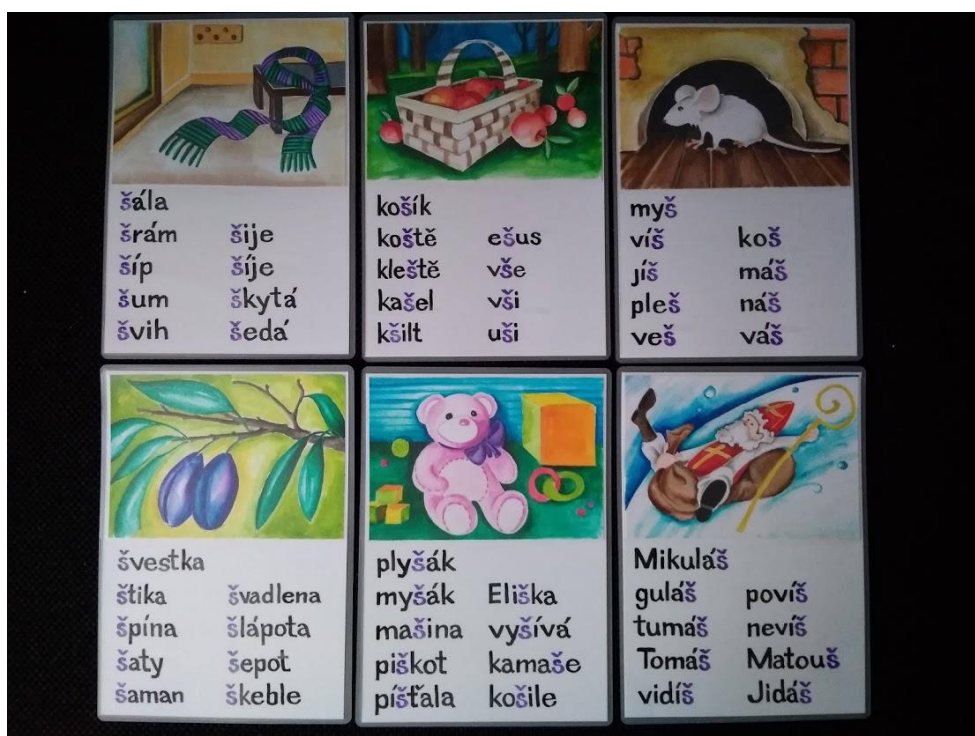 šála
šrám šije
šíp šíje
šum škytá
švih šedá
košík
koště ešus
kleště vše
kašel vši
kšilt uši
myš
víš koš
jíš máš
pleš náš
veš váš
švestka
štika švadlena
špína šlápota
šaty šepot
šaman škeble
plyšák
myšák Eliška
mašina vyšívá
piškot kamaše
píšťala košile
Mikuláš
guláš povíš
tumáš nevíš
Tomáš Matouš
vidíš Jidáš